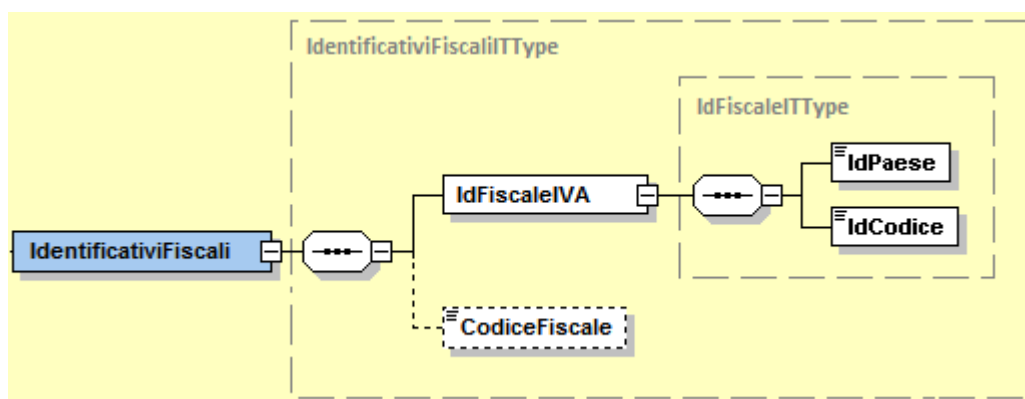 IdentificativiFiscaliITType
IdFiscaleITType
IdPaese
IdFiscaleIVA
IdCodice
IdentificativiFiscali
CodiceFiscale